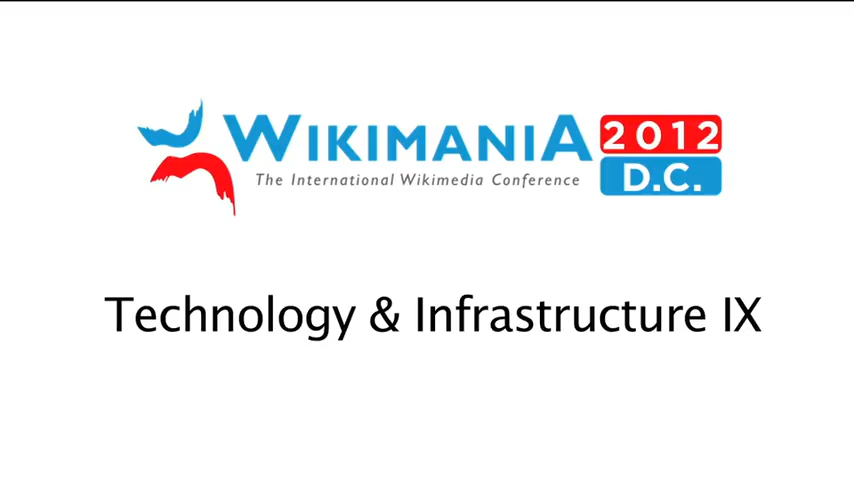 WIKIMANIA 2012
The International Wikimedia Conference D.C.
Technology & Infrastructure IX